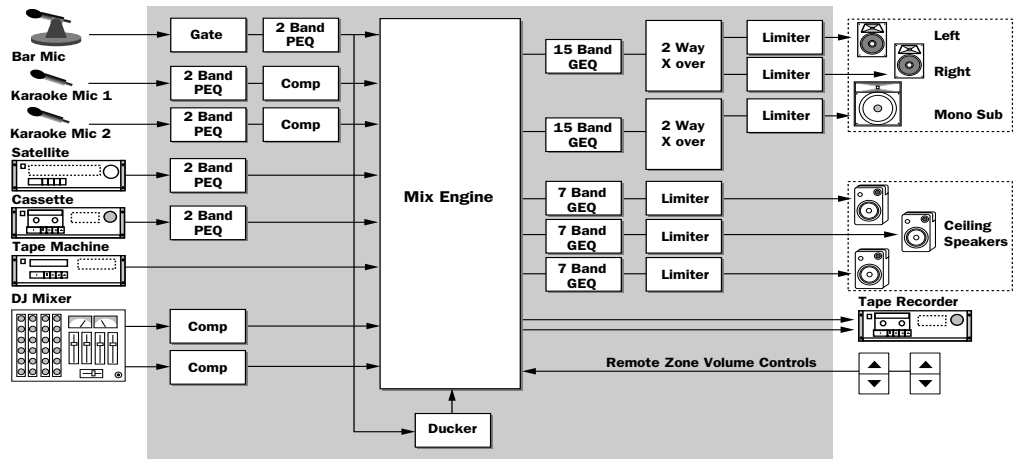 Bar Mic
Gate
2 Band
PEQ
Karaoke Mic 1
2 Band
PEQ
Comp
Karaoke Mic 2
2 Band
PEQ
Comp
Satellite
2 Band
PEQ
Cassette
2 Band
PEQ
Tape Machine
DJ Mixer
Comp
Comp
Mix Engine
Ducker
15 Band
GEQ
2 Way
X over
Limiter
Limiter
15 Band
GEQ
2 Way
X over
Limiter
7 Band
GEQ
Limiter
7 Band
GEQ
Limiter
7 Band
GEQ
Limiter
Left
Right
Mono Sub
Ceiling
Speakers
Tape Recorder
Remote Zone Volume Controls